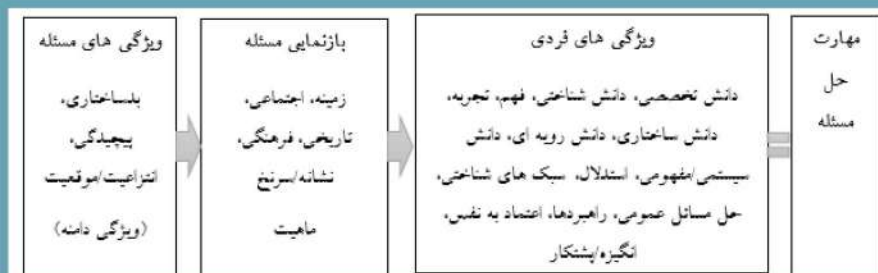 مهارت
حل
مسئله
ویژگی های فردی
دانش تخصصی، دانش شناختی، فهم، تجربه،
دانش ساختاری، دانش رویه ای، دانش
سیستمی/مفهومی، استدلال، سبک های شناختی،
حل مسائل عمومی، راهبردها، اعتماد به نفس،
انگیزه/پشتکار
بازنمایی مسئله
زمینه، اجتماعی،
تاریخی، فرهنگی،
نشانه/سرنخ
ماهیت
ویژگی های مسئله
بدساختاری،
پیچیدگی،
انتزاعیت/موقعیت
(ویژگی دامنه)